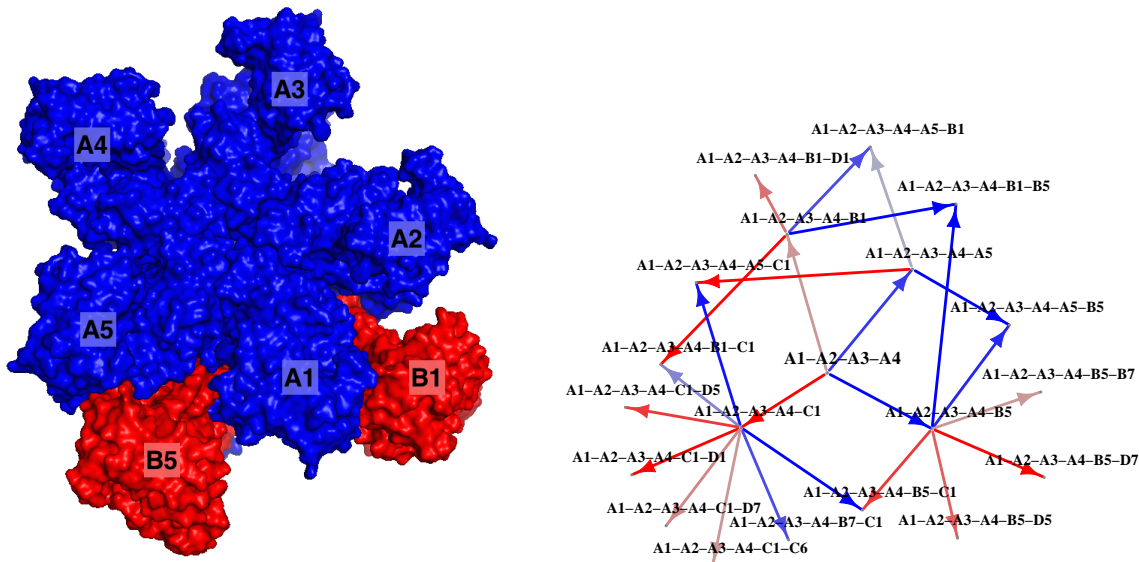 A3
A4
A2
A5
A1
B1
B5
A1–A2–A3–A4–A5–B1
A1–A2–A3–A4–B1–D1
A1–A2–A3–A4–B1–B5
A1–A2–A3–A4–B1
A1–A2–A3–A4–A5
A1–A2–A3–A4–A5–C1
A1–A2–A3–A4–A5–B5
A1–A2–A3–A4–B1–C1
A1–A2–A3–A4
A1–A2–A3–A4–B5–B7
A1–A2–A3–A4–C1–D5
A1–A2–A3–A4–C1
A1–A2–A3–A4–B5
A1–A2–A3–A4–C1–D1
A1–A2–A3–A4–B5–D7
A1–A2–A3–A4–B5–C1
A1–A2–A3–A4–C1–D7
A1–A2–A3–A4–B7–C1
A1–A2–A3–A4–B5–D5
A1–A2–A3–A4–C1–C6